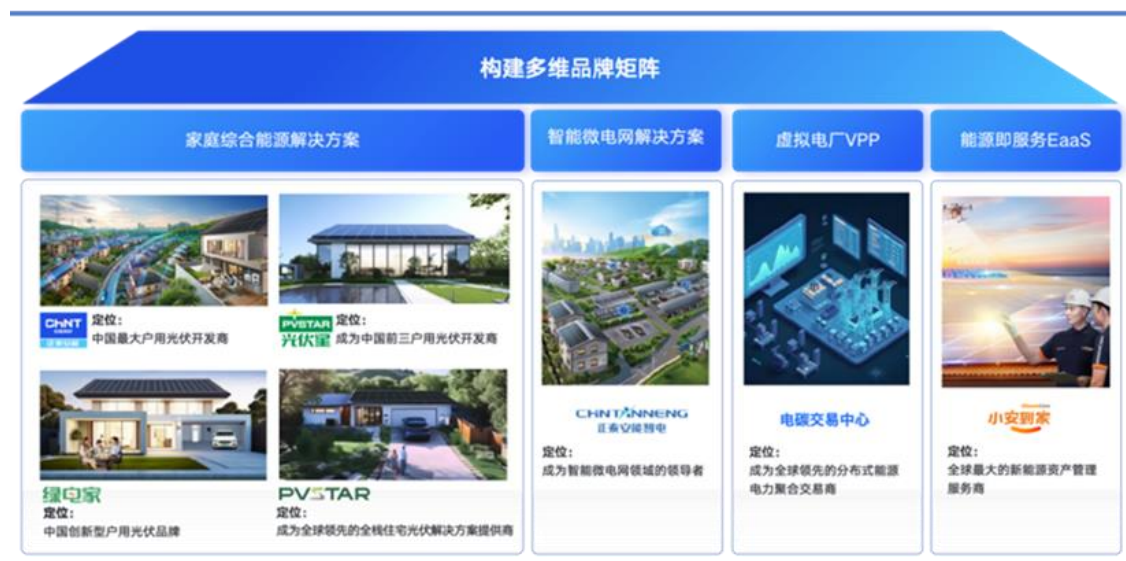 构建多维品牌矩阵
家庭综合能源解决方案
智能微电网解决方案
虚拟电厂VPP
能源即服务EaaS
CHNT
正泰安能
定位：
中国最大户用光伏开发商
PVSTAR
光伏星
定位：
成为中国前三户用光伏开发商
绿电家
定位：
中国创新型户用光伏品牌
PVSTAR
定位：
成为全球领先的全栈住宅光伏解决方案提供商
CHNTANNENG
正泰安能智电
定位：
成为智能微电网领域的领导者
电碳交易中心
定位：
成为全球领先的分布式能源
电力聚合交易商
小安到家
定位：
全球最大的新能源资产管理
服务商